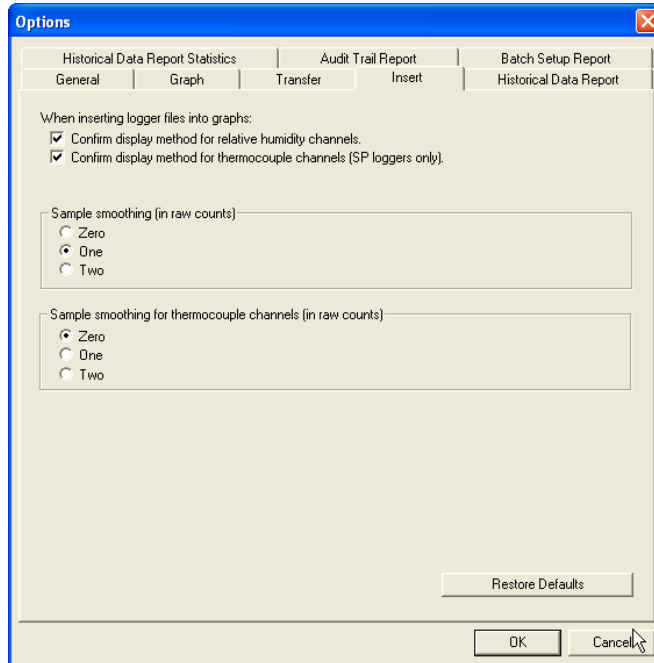 Options
Historical Data Report Statistics
Audit Trail Report
Batch Setup Report
General
Graph
Transfer
Insert
Historical Data Report
When inserting logger files into graphs:
Confirm display method for relative humidity channels.
Confirm display method for thermocouple channels (SP loggers only).
Sample smoothing (in raw counts)
Zero
One
Two
Sample smoothing for thermocouple channels (in raw counts)
Zero
One
Two
Restore Defaults
OK
Cancel